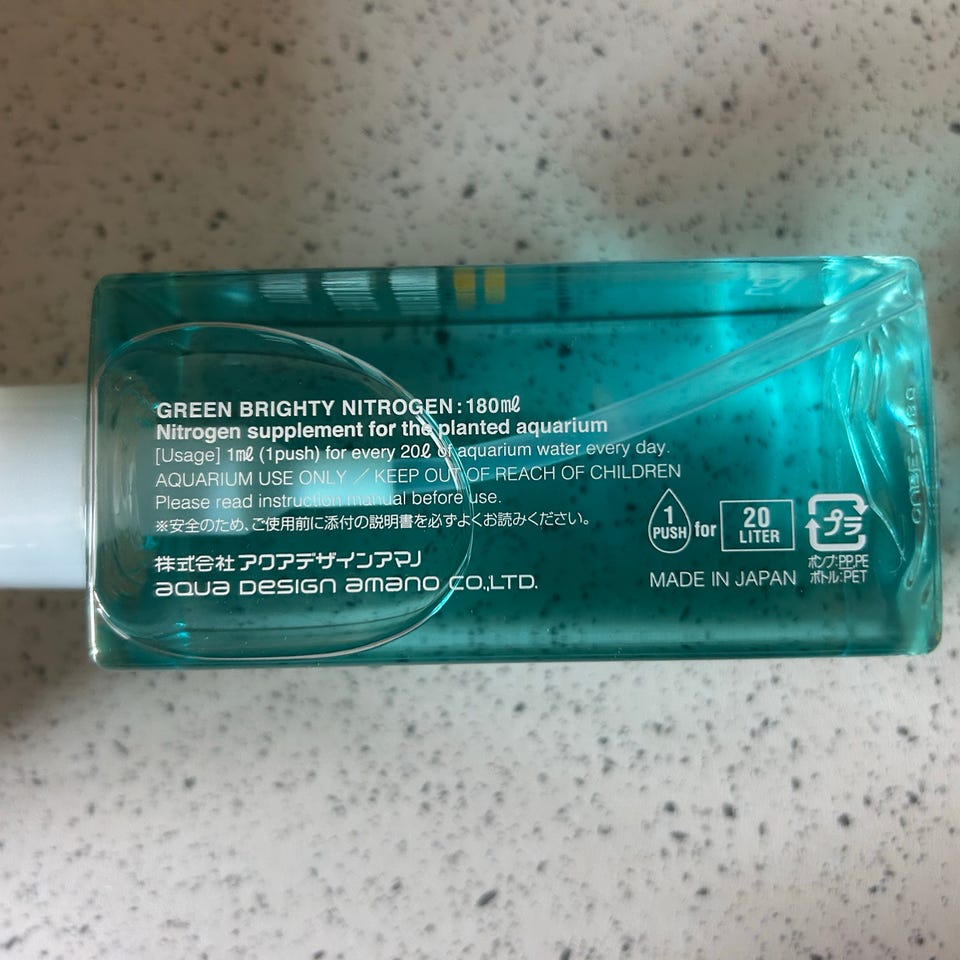 GREEN BRIGHTY NITROGEN : 180㎖
Nitrogen supplement for the planted aquarium
[Usage] 1㎖ (1push) for every 20ℓ of aquarium water every day.
AQUARIUM USE ONLY ／ KEEP OUT OF REACH OF CHILDREN
Please read instruction manual before use.
※安全のため、ご使用前に添付の説明書を必ずよくお読みください。
株式会社 アクアデザインアマノ
AQUA DESIGN AMANO CO.,LTD.
1 PUSH for 20 LITER
MADE IN JAPAN
プラ
ポンプ:PP,PE
ボトル:PET